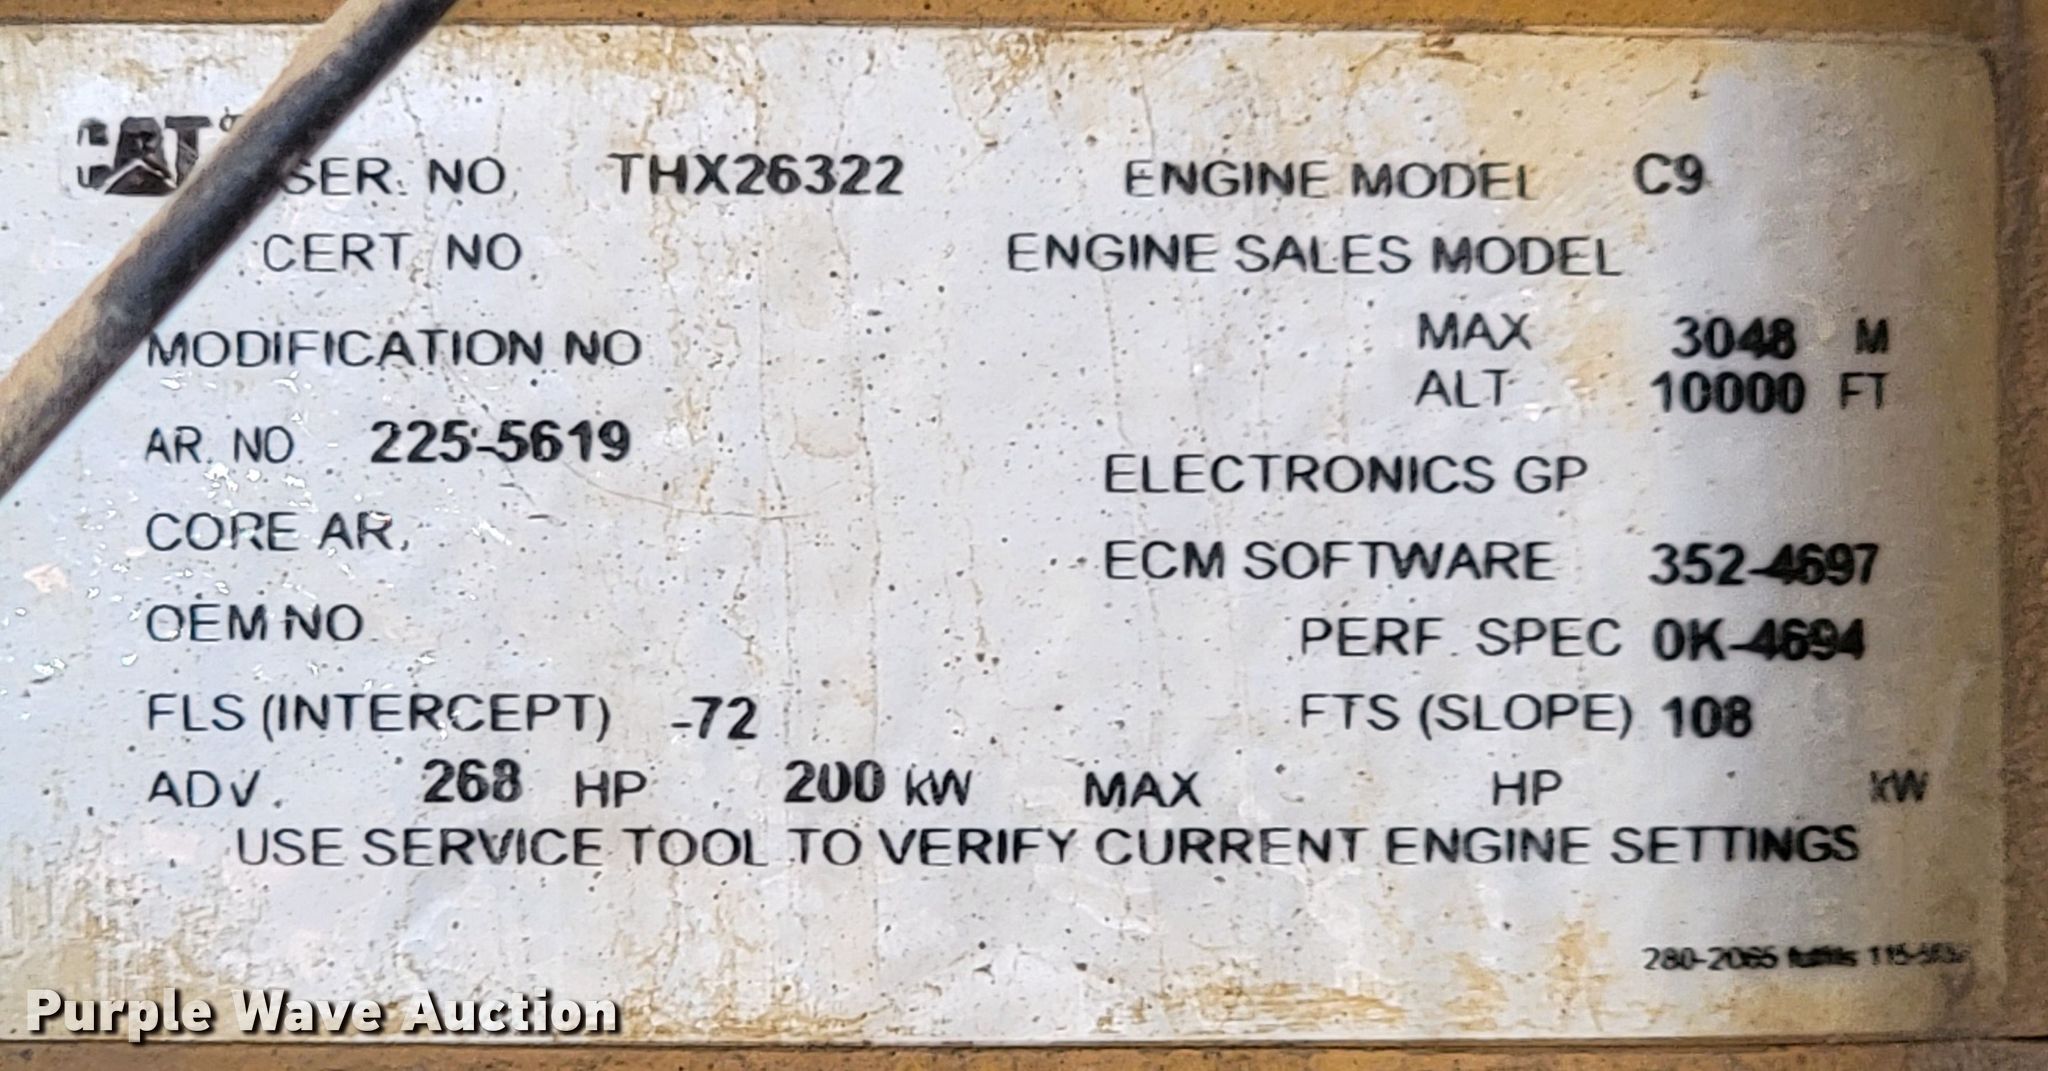 CAT SER. NO THX26322 ENGINE MODEL C9
CERT NO ENGINE SALES MODEL
MODIFICATION NO MAX 3048 M
ALT 10000 FT
AR. NO 225-5619 ELECTRONICS GP
CORE AR. ECM SOFTWARE 352-4697
OEM NO PERF. SPEC 0K-4694
FLS (INTERCEPT) -72 FTS (SLOPE) 108
ADV. 268 HP 200 kW MAX HP kW
USE SERVICE TOOL TO VERIFY CURRENT ENGINE SETTINGS
280-2065
Purple Wave Auction